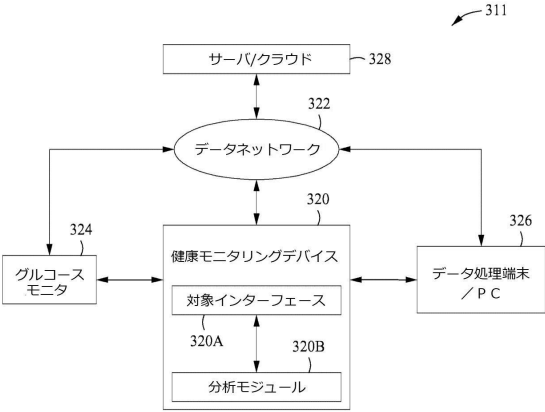 311
サーバ/クラウド
328
322
データネットワーク
320
324
326
健康モニタリングデバイス
グルコース
モニタ
データ処理端末
／ＰＣ
対象インターフェース
320A
320B
分析モジュール